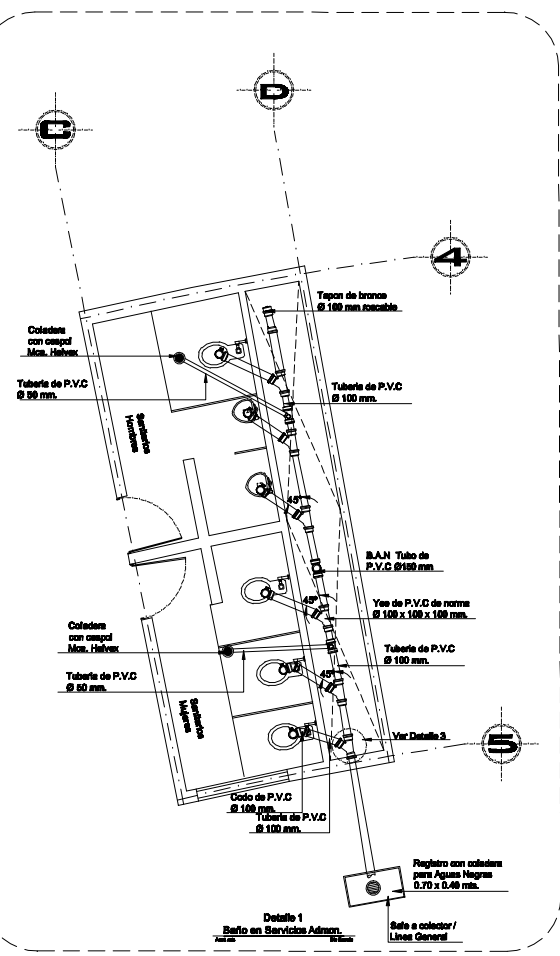 D
C
4
Tapon de bronce
Ø 100 mm roscable
Coladera
con cespol
Mca. Helvex
Tuberia de P.V.C
Ø 50 mm.
Tuberia de P.V.C
Ø 100 mm.
Sanitarios
Hombres
45°
B.A.N Tubo de
P.V.C Ø150 mm
45°
Yee de P.V.C de norma
Ø 100 x 100 x 100 mm.
Coladera
con cespol
Mca. Helvex
Tuberia de P.V.C
Ø 100 mm.
Tuberia de P.V.C
Ø 50 mm.
45°
Sanitarios
Mujeres
Ver Detalle 3
5
Codo de P.V.C
Ø 100 mm.
Tuberia de P.V.C
Ø 100 mm.
Registro con coladera
para Aguas Negras
0.70 x 0.40 mts.
Sale a colector /
Linea General
Detalle 1
Baño en Servicios Admon.